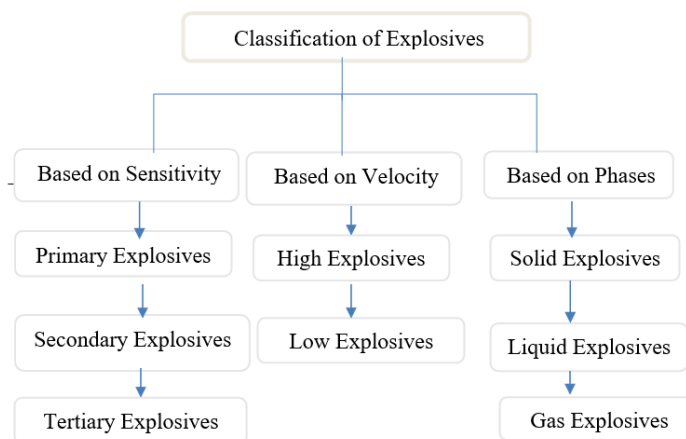 Classification of Explosives
Based on Sensitivity
Based on Velocity
Based on Phases
Primary Explosives
High Explosives
Solid Explosives
Secondary Explosives
Low Explosives
Liquid Explosives
Tertiary Explosives
Gas Explosives